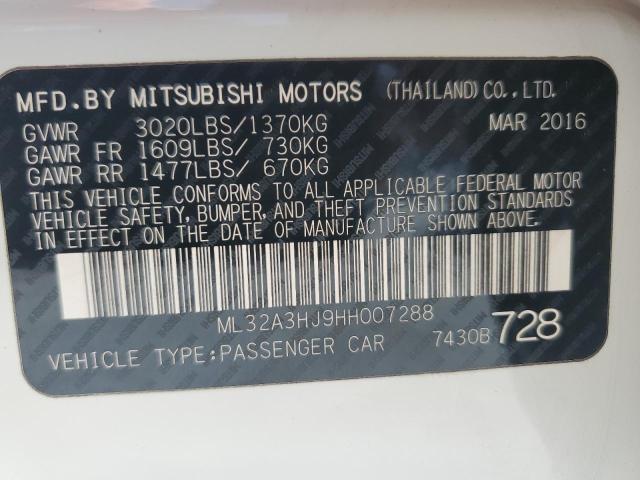 MFD.BY MITSUBISHI MOTORS (THAILAND)CO.,LTD.
GVWR 3020LBS/1370KG MAR 2016
GAWR FR 1609LBS/ 730KG
GAWR RR 1477LBS/ 670KG
THIS VEHICLE CONFORMS TO ALL APPLICABLE FEDERAL MOTOR
VEHICLE SAFETY, BUMPER, AND THEFT PREVENTION STANDARDS
IN EFFECT ON THE DATE OF MANUFACTURE SHOWN ABOVE.
ML32A3HJ9HH007288
VEHICLE TYPE:PASSENGER CAR 7430B 728